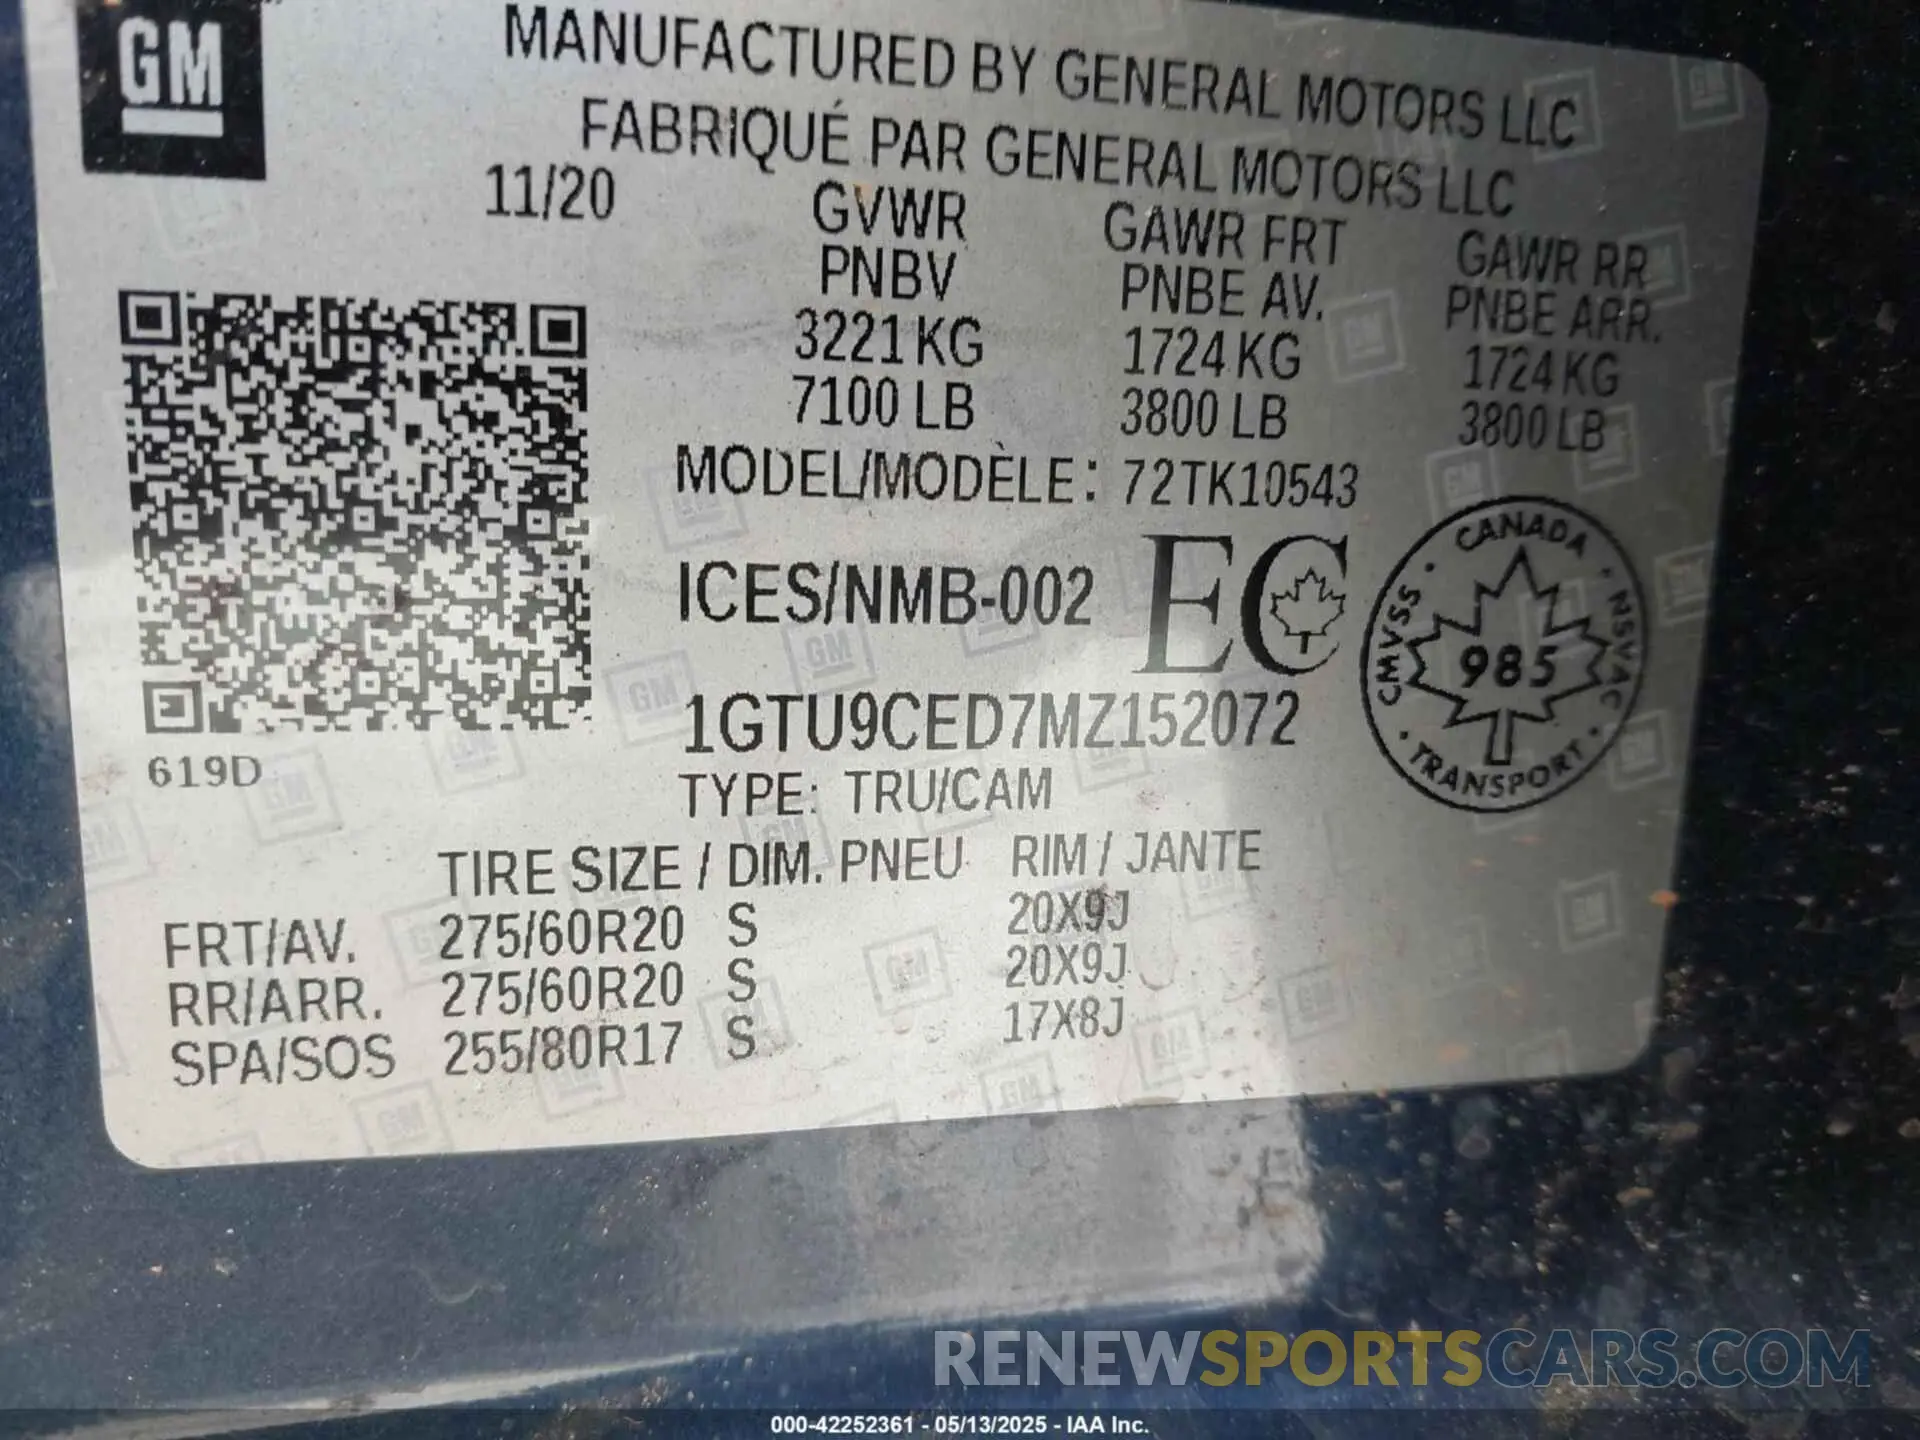 GM
MANUFACTURED BY GENERAL MOTORS LLC
FABRIQUÉ PAR GENERAL MOTORS LLC
11/20
GVWR GAWR FRT GAWR RR
PNBV PNBE AV. PNBE ARR.
3221 KG 1724 KG 1724 KG
7100 LB 3800 LB 3800 LB
MODEL/MODÈLE: 72TK10543
ICES/NMB-002 EC
CANADA
CMVSS · NSVAC
985
· TRANSPORT ·
1GTU9CED7MZ152072
619D
TYPE: TRU/CAM
TIRE SIZE / DIM. PNEU RIM / JANTE
FRT/AV. 275/60R20 S 20X9J
RR/ARR. 275/60R20 S 20X9J
SPA/SOS 255/80R17 S 17X8J
RENEWSPORTSCARS.COM
000-42252361 - 05/13/2025 - IAA Inc.